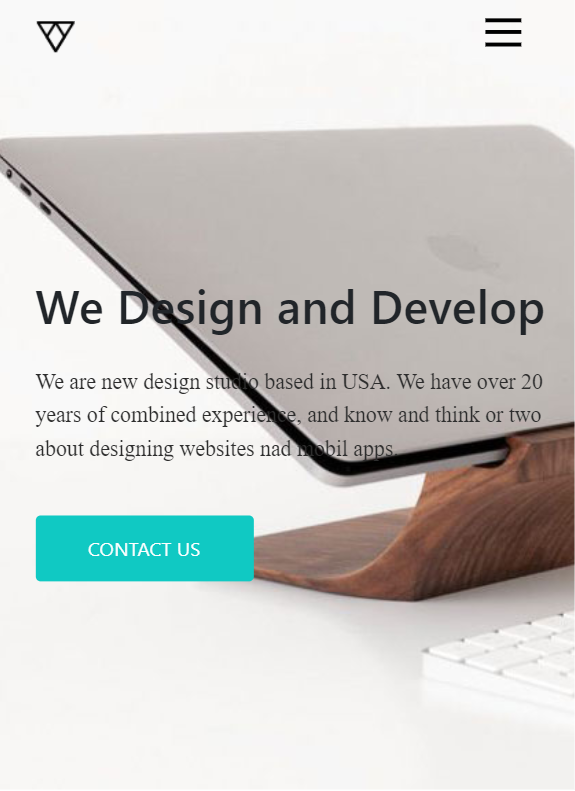 We Design and Develop
We are new design studio based in USA. We have over 20
years of combined experience, and know and think or two
about designing websites nad mobil apps.
CONTACT US